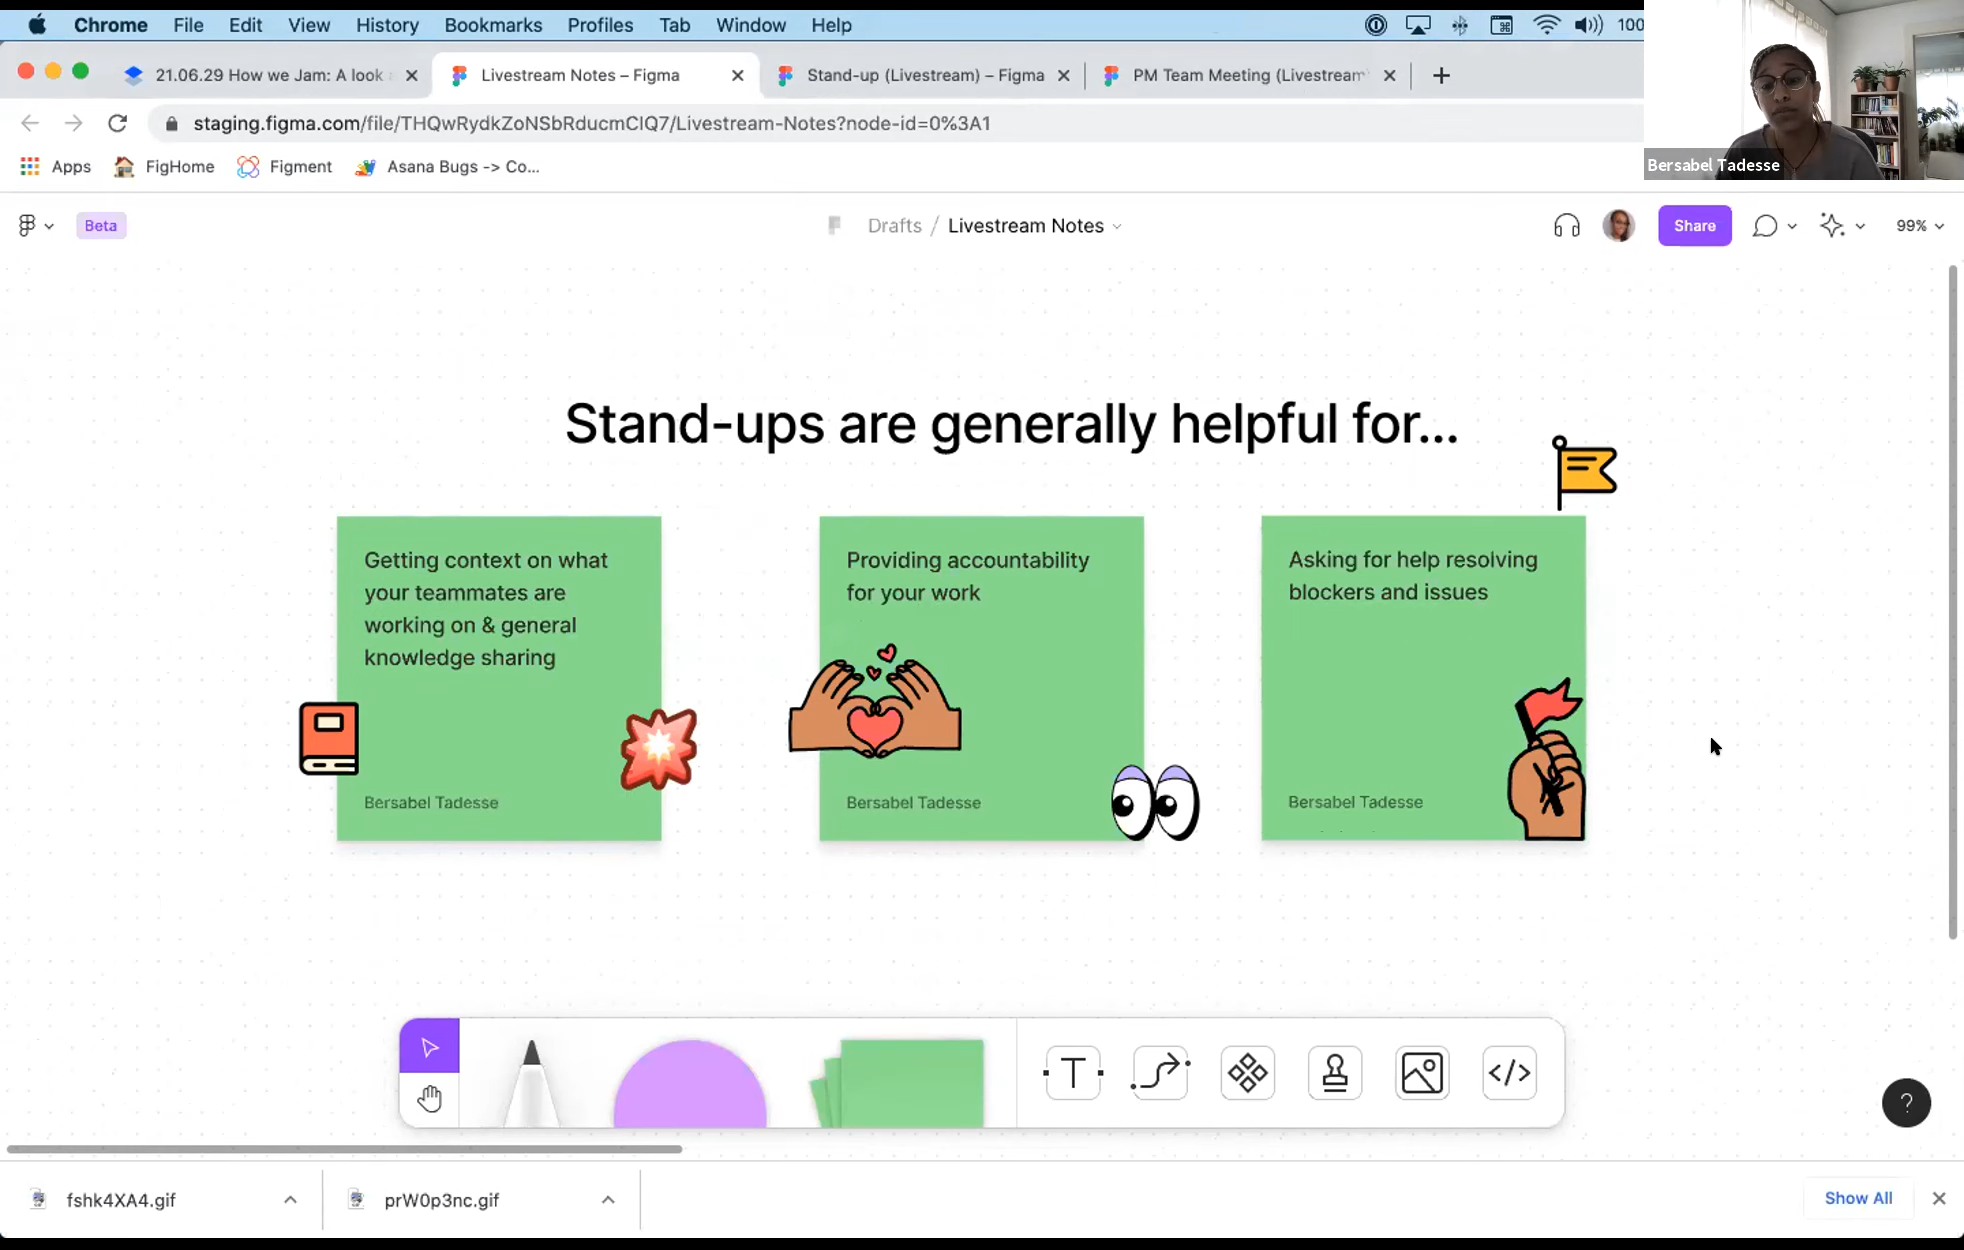 Chrome File Edit View History Bookmarks Profiles Tab Window Help 100
21.06.29 How we Jam: A look
Livestream Notes – Figma
Stand-up (Livestream) – Figma
PM Team Meeting (Livestream
staging.figma.com/file/THQwRydkZoNSbRducmClQ7/Livestream-Notes?node-id=0%3A1
Apps FigHome Figment Asana Bugs -> Co...
Bersabel Tadesse
Beta
Drafts / Livestream Notes
Share
99%
Stand-ups are generally helpful for...
Getting context on what
your teammates are
working on & general
knowledge sharing
Bersabel Tadesse
Providing accountability
for your work
Bersabel Tadesse
Asking for help resolving
blockers and issues
Bersabel Tadesse
T
</>
?
fshk4XA4.gif
prW0p3nc.gif
Show All